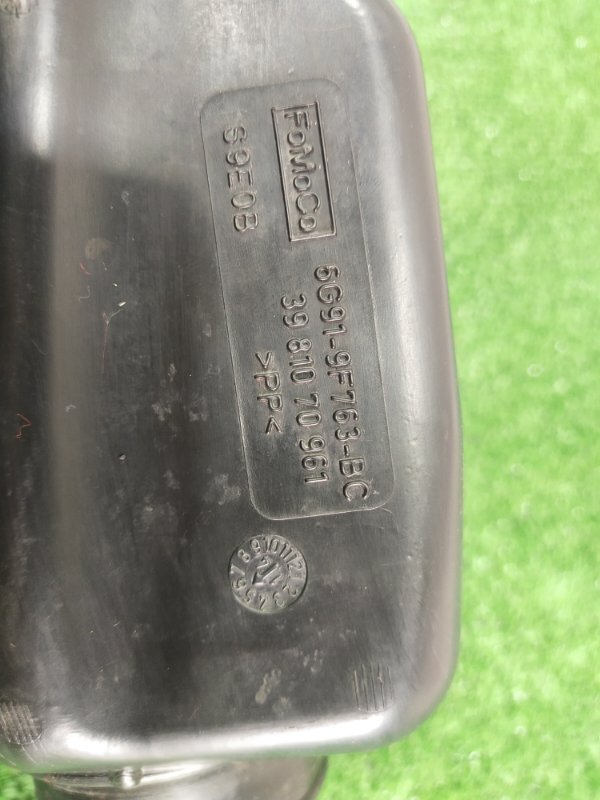 FoMoCo
S9E0B
6G91-9F763-BC
39 810 70 961
>PP<